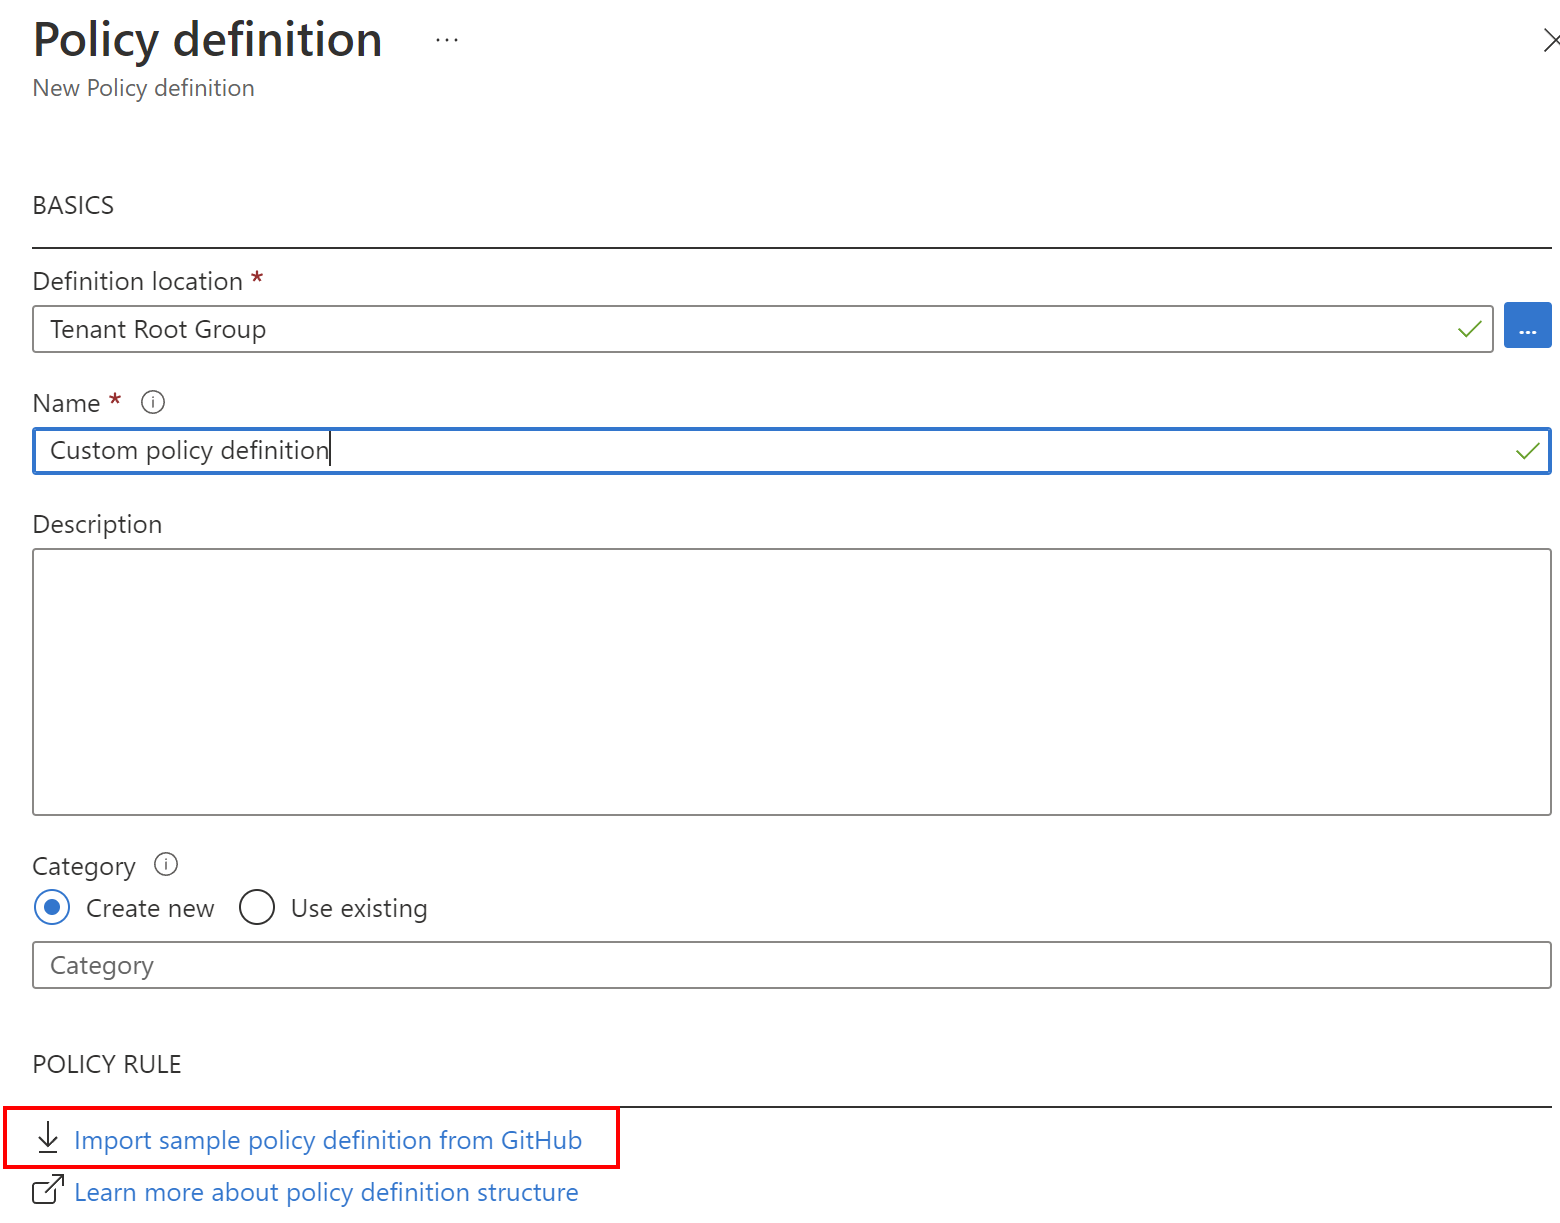 Policy definition ...
New Policy definition
BASICS
Definition location *
Tenant Root Group
...
Name *
Custom policy definition
Description
Category
Create new Use existing
Category
POLICY RULE
Import sample policy definition from GitHub
Learn more about policy definition structure